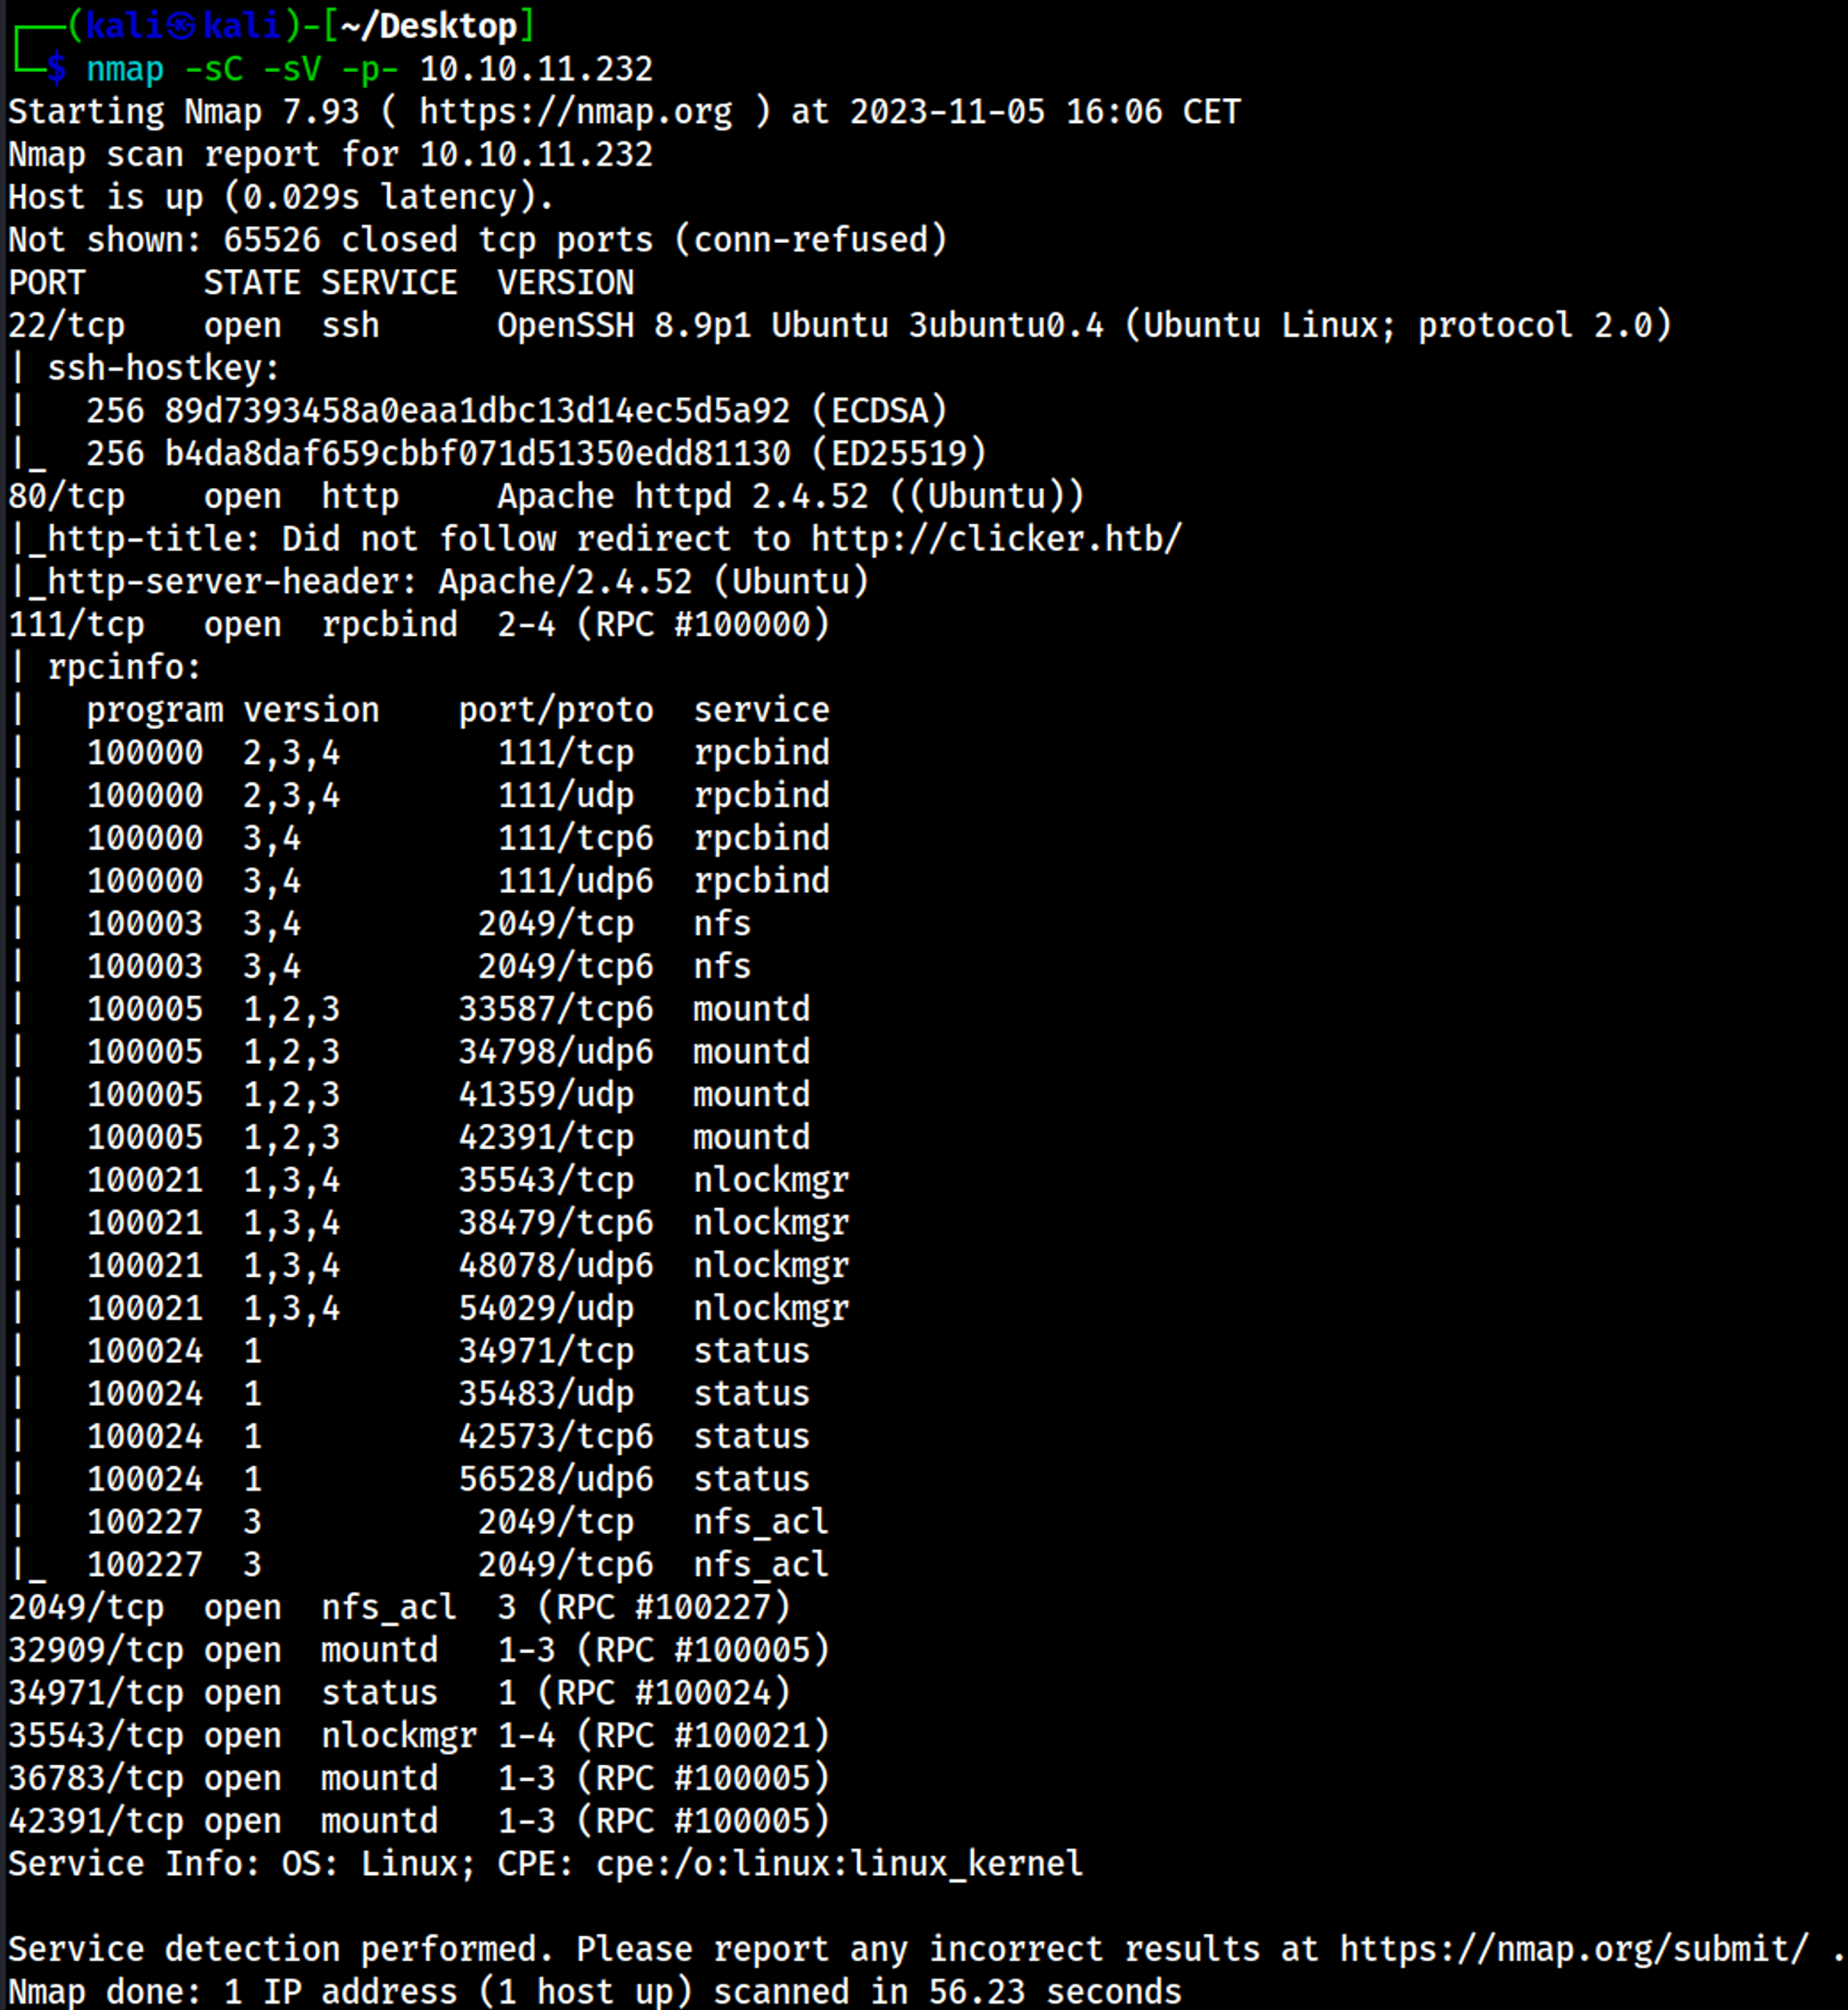 ┌──(kali㉿kali)-[~/Desktop]
└─$ nmap -sC -sV -p- 10.10.11.232
Starting Nmap 7.93 ( https://nmap.org ) at 2023-11-05 16:06 CET
Nmap scan report for 10.10.11.232
Host is up (0.029s latency).
Not shown: 65526 closed tcp ports (conn-refused)
PORT      STATE SERVICE  VERSION
22/tcp    open  ssh      OpenSSH 8.9p1 Ubuntu 3ubuntu0.4 (Ubuntu Linux; protocol 2.0)
| ssh-hostkey:
|   256 89d7393458a0eaa1dbc13d14ec5d5a92 (ECDSA)
|_  256 b4da8daf659cbbf071d51350edd81130 (ED25519)
80/tcp    open  http     Apache httpd 2.4.52 ((Ubuntu))
|_http-title: Did not follow redirect to http://clicker.htb/
|_http-server-header: Apache/2.4.52 (Ubuntu)
111/tcp   open  rpcbind  2-4 (RPC #100000)
| rpcinfo:
|   program version    port/proto  service
|   100000  2,3,4        111/tcp   rpcbind
|   100000  2,3,4        111/udp   rpcbind
|   100000  3,4          111/tcp6  rpcbind
|   100000  3,4          111/udp6  rpcbind
|   100003  3,4         2049/tcp   nfs
|   100003  3,4         2049/tcp6  nfs
|   100005  1,2,3      33587/tcp6  mountd
|   100005  1,2,3      34798/udp6  mountd
|   100005  1,2,3      41359/udp   mountd
|   100005  1,2,3      42391/tcp   mountd
|   100021  1,3,4      35543/tcp   nlockmgr
|   100021  1,3,4      38479/tcp6  nlockmgr
|   100021  1,3,4      48078/udp6  nlockmgr
|   100021  1,3,4      54029/udp   nlockmgr
|   100024  1          34971/tcp   status
|   100024  1          35483/udp   status
|   100024  1          42573/tcp6  status
|   100024  1          56528/udp6  status
|   100227  3           2049/tcp   nfs_acl
|_  100227  3           2049/tcp6  nfs_acl
2049/tcp  open  nfs_acl  3 (RPC #100227)
32909/tcp open  mountd   1-3 (RPC #100005)
34971/tcp open  status   1 (RPC #100024)
35543/tcp open  nlockmgr 1-4 (RPC #100021)
36783/tcp open  mountd   1-3 (RPC #100005)
42391/tcp open  mountd   1-3 (RPC #100005)
Service Info: OS: Linux; CPE: cpe:/o:linux:linux_kernel

Service detection performed. Please report any incorrect results at https://nmap.org/submit/ .
Nmap done: 1 IP address (1 host up) scanned in 56.23 seconds